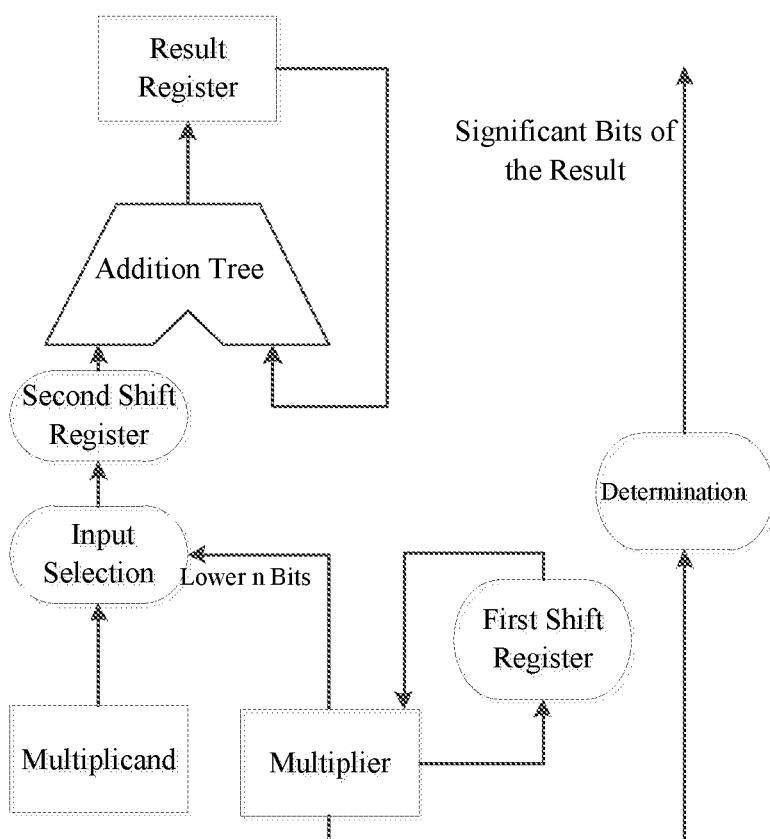 Result
Register
Significant Bits of
the Result
Addition Tree
Second Shift
Register
Determination
Input
Selection
Lower n Bits
First Shift
Register
Multiplicand
Multiplier